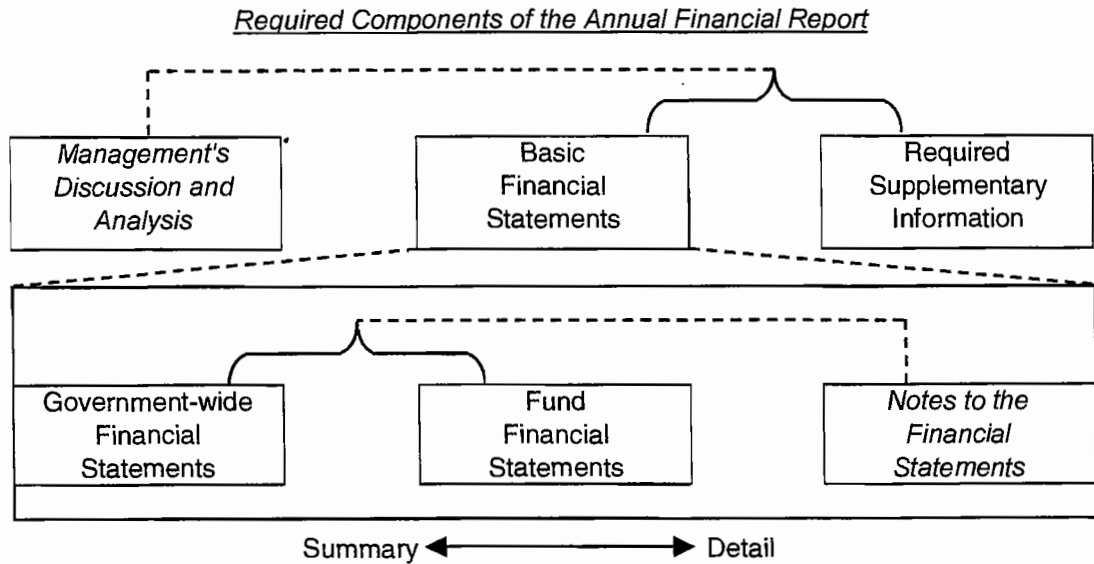 Required Components of the Annual Financial Report
Management's
Discussion and
Analysis
Basic
Financial
Statements
Required
Supplementary
Information
Government-wide
Financial
Statements
Fund
Financial
Statements
Notes to the
Financial
Statements
Summary Detail